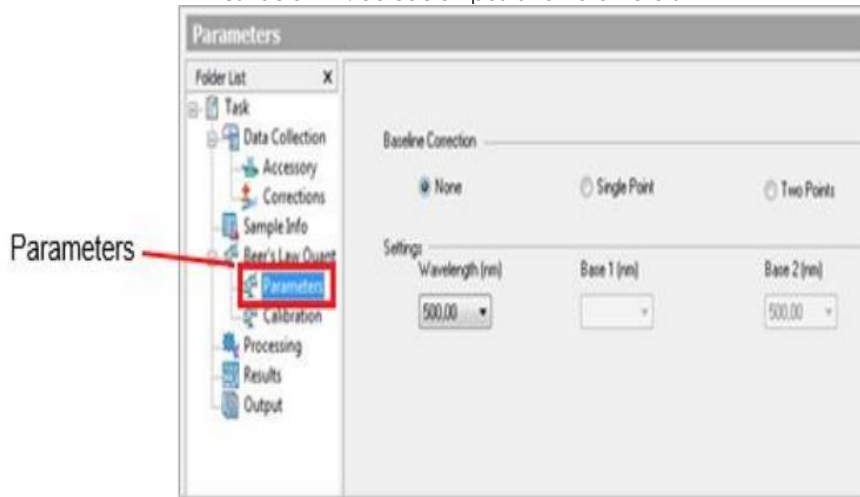 Parameters
Folder List X
Task
Data Collection
Accessory
Corrections
Sample Info
Beer's Law Quant
Parameters
Calibration
Processing
Results
Output
Parameters
Baseline Correction
None Single Point Two Points
Settings
Wavelength (nm) Base 1 (nm) Base 2 (nm)
500.00 500.00